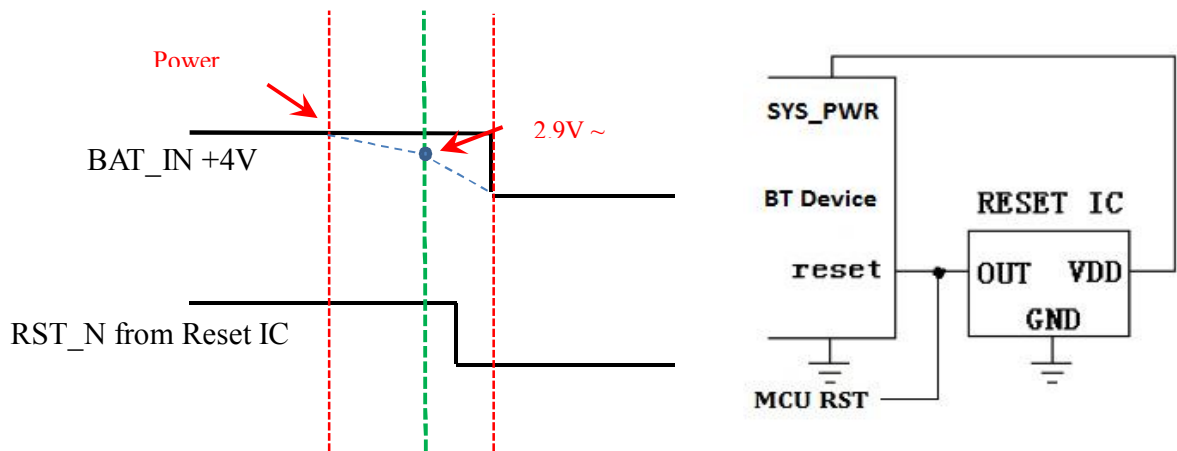 Power
2.9V ~
BAT_IN +4V
RST_N from Reset IC
SYS_PWR
BT Device
RESET IC
reset
OUT VDD
GND
MCU RST